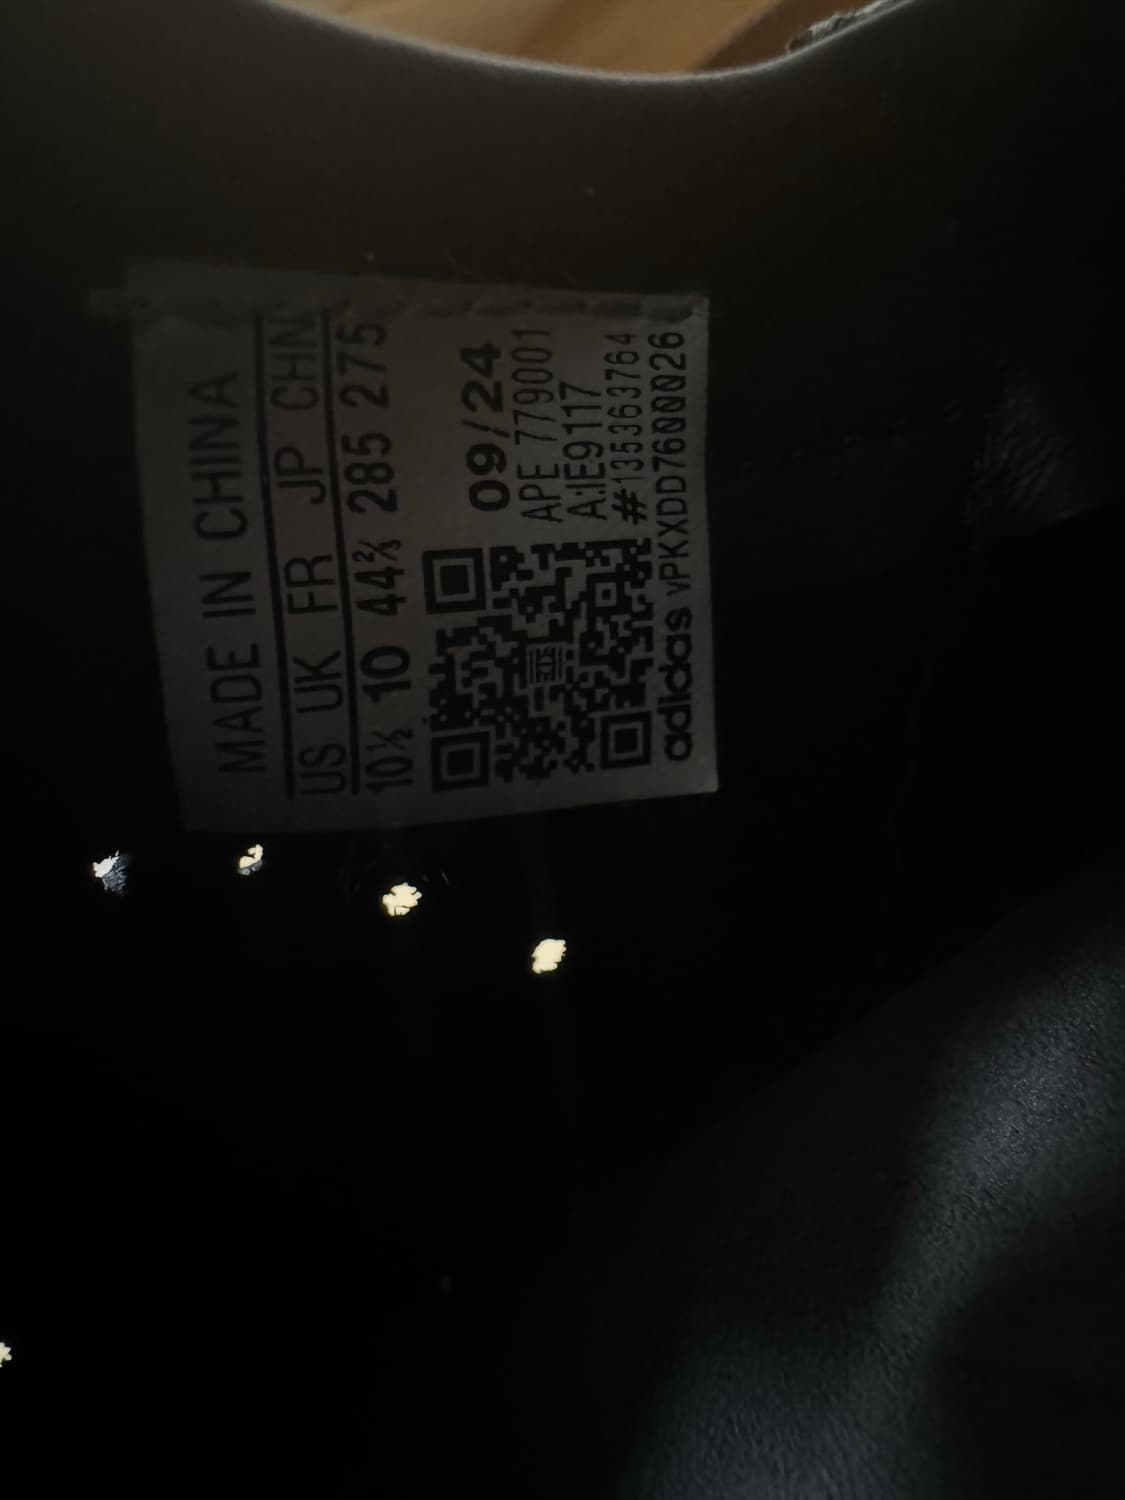 MADE IN CHINA
US UK FR JP CHN
10½ 10 44⅔ 285 275
09/24
APE 779001
A:IE9117
#135363764
adidas vPKXDD7600026